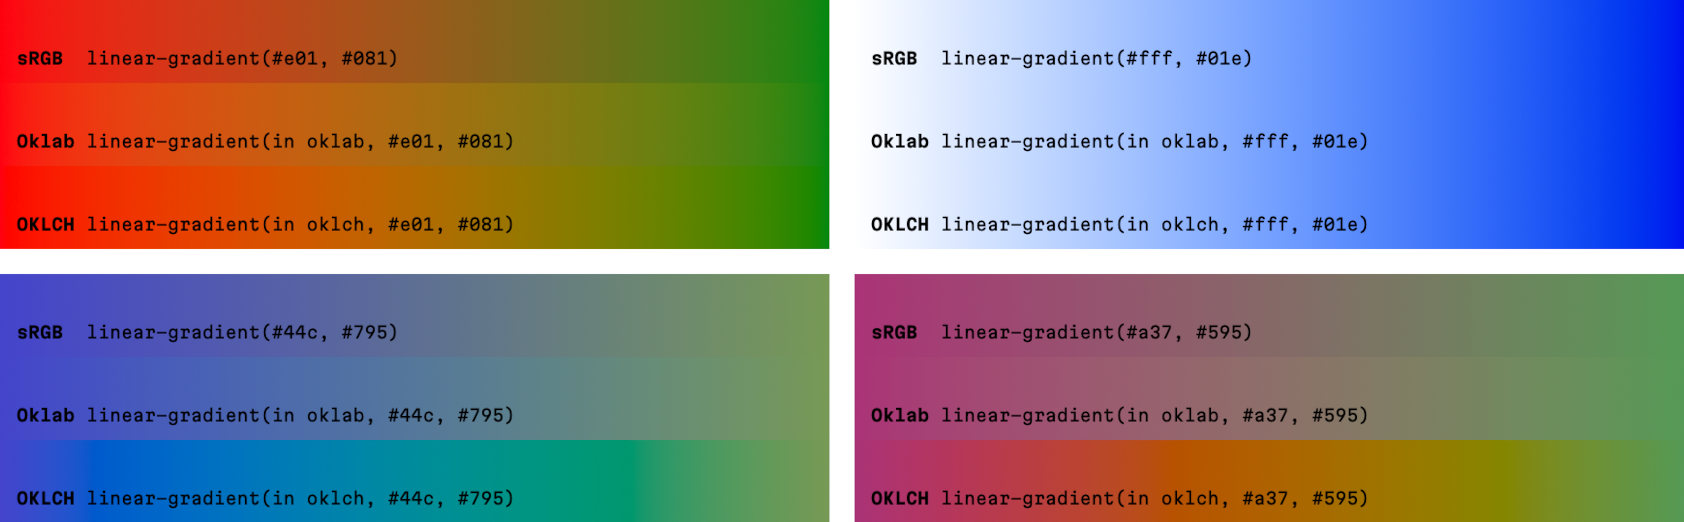 sRGB linear-gradient(#e01, #081)
Oklab linear-gradient(in oklab, #e01, #081)
OKLCH linear-gradient(in oklch, #e01, #081)
sRGB linear-gradient(#fff, #01e)
Oklab linear-gradient(in oklab, #fff, #01e)
OKLCH linear-gradient(in oklch, #fff, #01e)
sRGB linear-gradient(#44c, #795)
Oklab linear-gradient(in oklab, #44c, #795)
OKLCH linear-gradient(in oklch, #44c, #795)
sRGB linear-gradient(#a37, #595)
Oklab linear-gradient(in oklab, #a37, #595)
OKLCH linear-gradient(in oklch, #a37, #595)